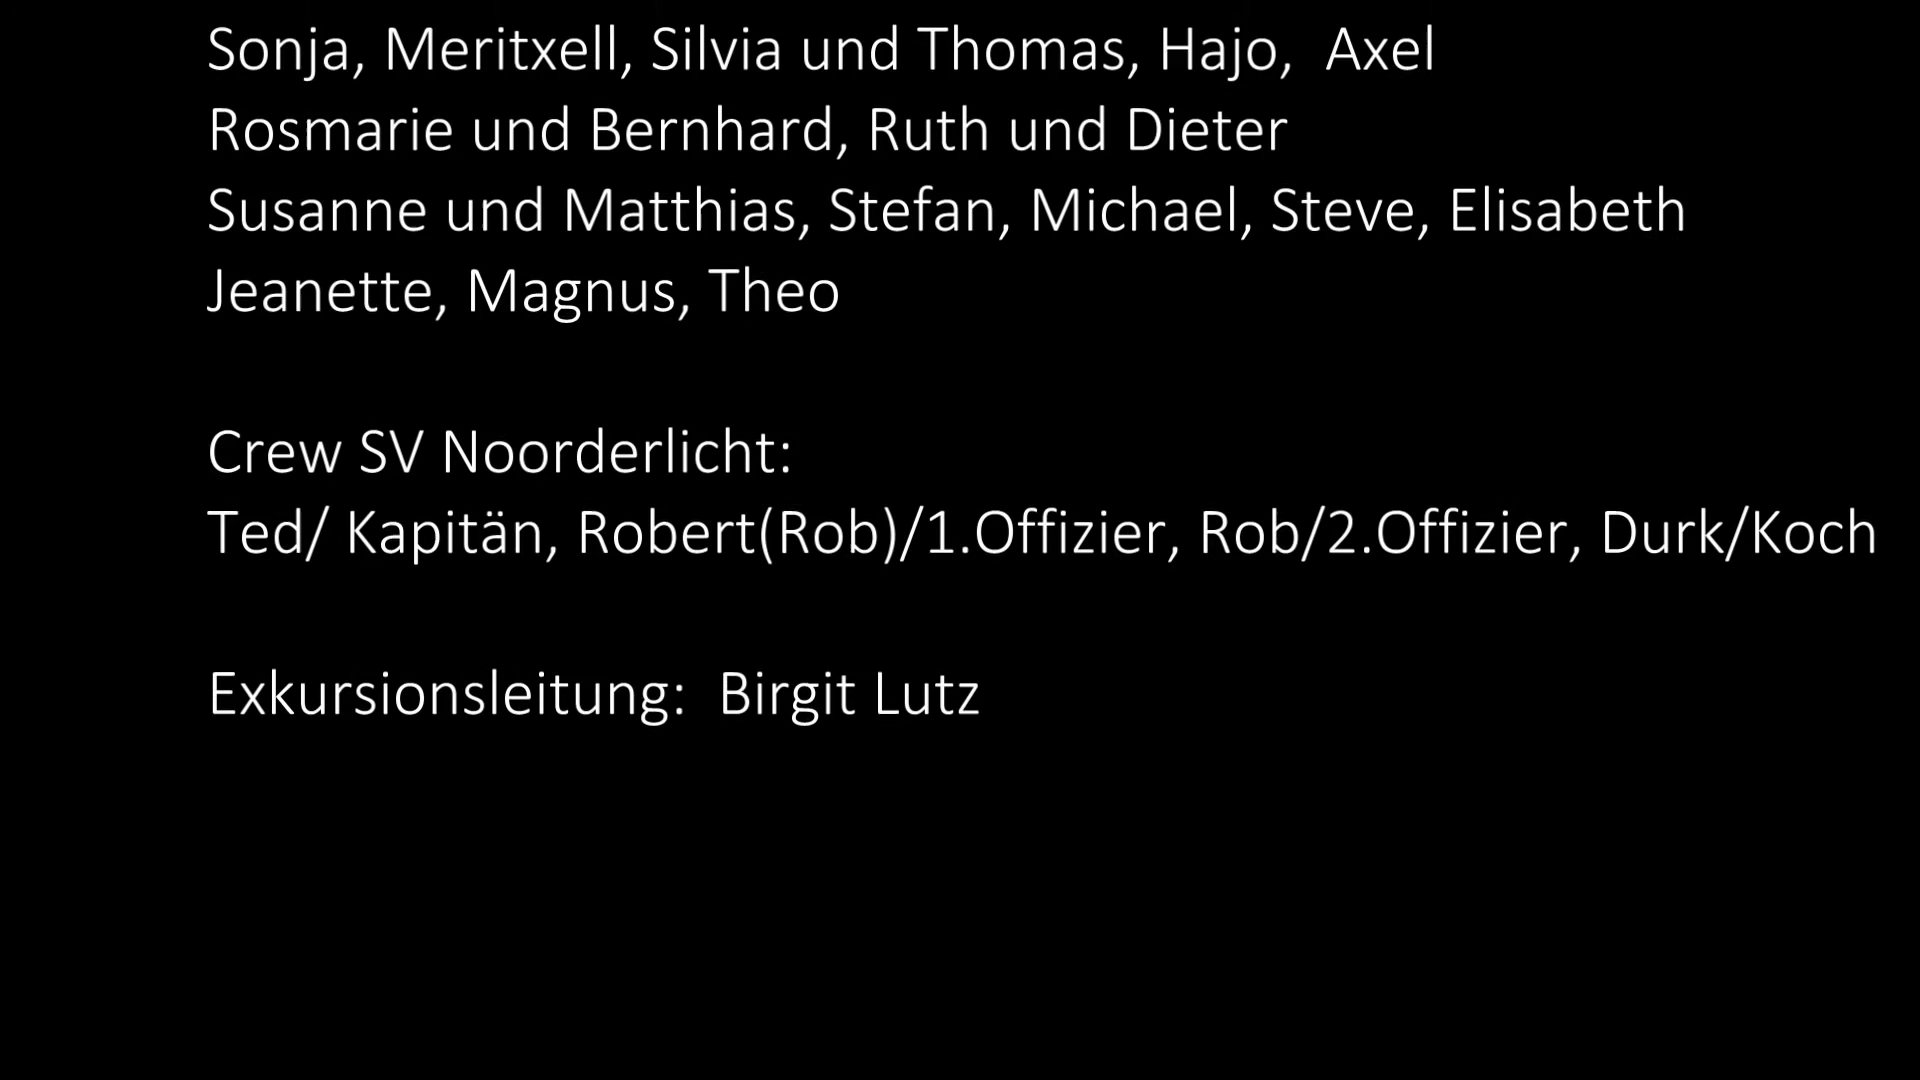 Sonja, Meritxell, Silvia und Thomas, Hajo,  Axel
Rosmarie und Bernhard, Ruth und Dieter
Susanne und Matthias, Stefan, Michael, Steve, Elisabeth
Jeanette, Magnus, Theo
Crew SV Noorderlicht:
Ted/ Kapitän, Robert(Rob)/1.Offizier, Rob/2.Offizier, Durk/Koch
Exkursionsleitung:  Birgit Lutz